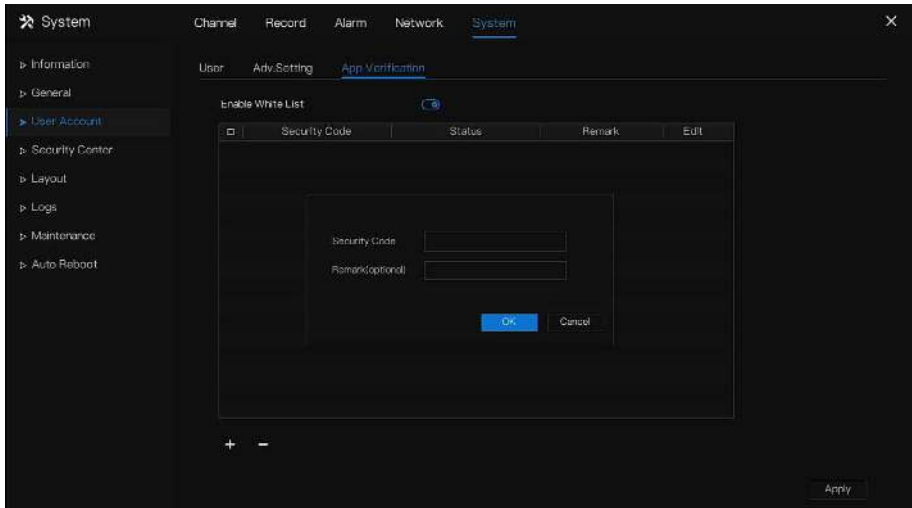 System Channel Record Alarm Network System
Information
General
User Account
Security Center
Layout
Logs
Maintenance
Auto Reboot
User Adv.Setting App Verification
Enable White List
Security Code Status Remark Edit
Security Code
Remark(optional)
OK Cancel
+ −
Apply